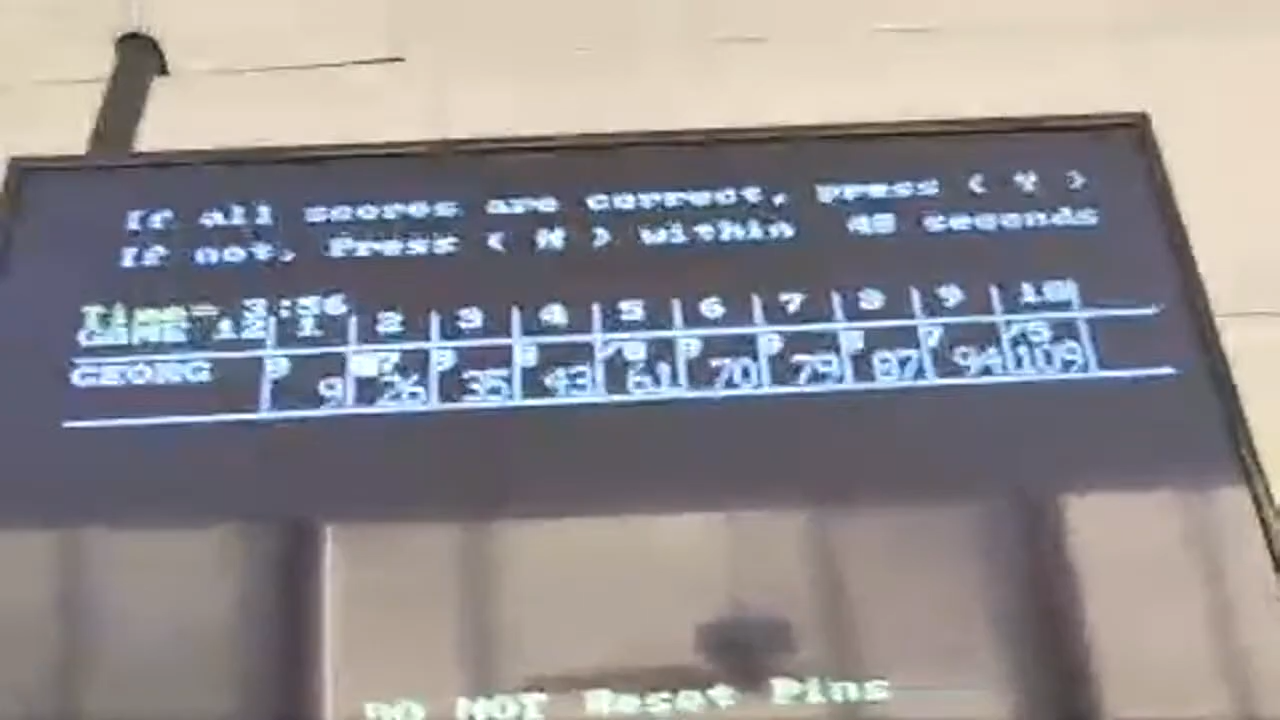 If all scores are correct, press < Y >
If not, Press < N > within 48 seconds
Time= 3:56
GAME 12 1 2 3 4 5 6 7 8 9 10
GEORG 9 26 35 43 61 70 79 87 94 109
DO NOT Reset Pins